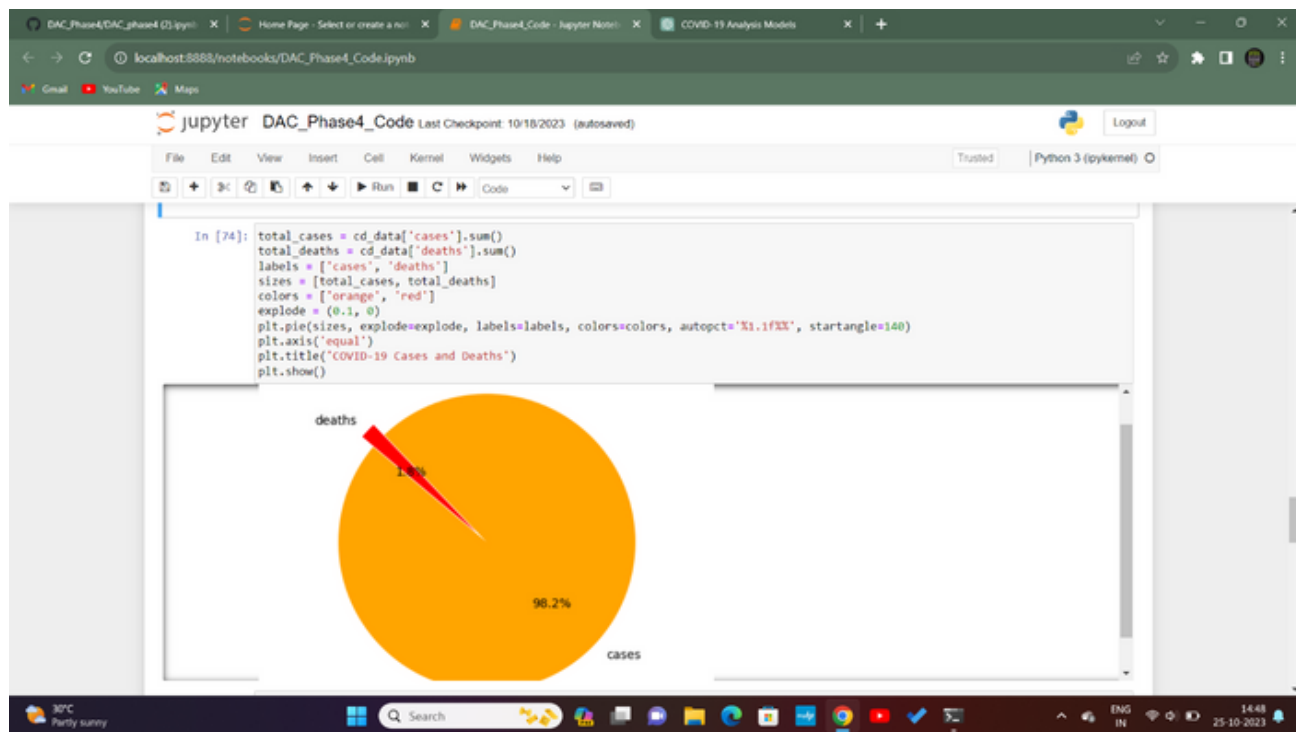 DAC_Phase4/DAC_phase4 (2).ipynb
Home Page - Select or create a no
DAC_Phase4_Code - Jupyter Noteb
COVID-19 Analysis Models
localhost:8888/notebooks/DAC_Phase4_Code.ipynb
Gmail YouTube Maps
jupyter DAC_Phase4_Code Last Checkpoint: 10/18/2023 (autosaved)
Logout
File Edit View Insert Cell Kernel Widgets Help
Trusted
Python 3 (ipykernel)
Run Code
In [74]: total_cases = cd_data['cases'].sum()
total_deaths = cd_data['deaths'].sum()
labels = ['cases', 'deaths']
sizes = [total_cases, total_deaths]
colors = ['orange', 'red']
explode = (0.1, 0)
plt.pie(sizes, explode=explode, labels=labels, colors=colors, autopct='%1.1f%%', startangle=140)
plt.axis('equal')
plt.title('COVID-19 Cases and Deaths')
plt.show()
deaths
1.8%
98.2%
cases
30°C
Partly sunny
Search
ENG
IN
14:48
25-10-2023